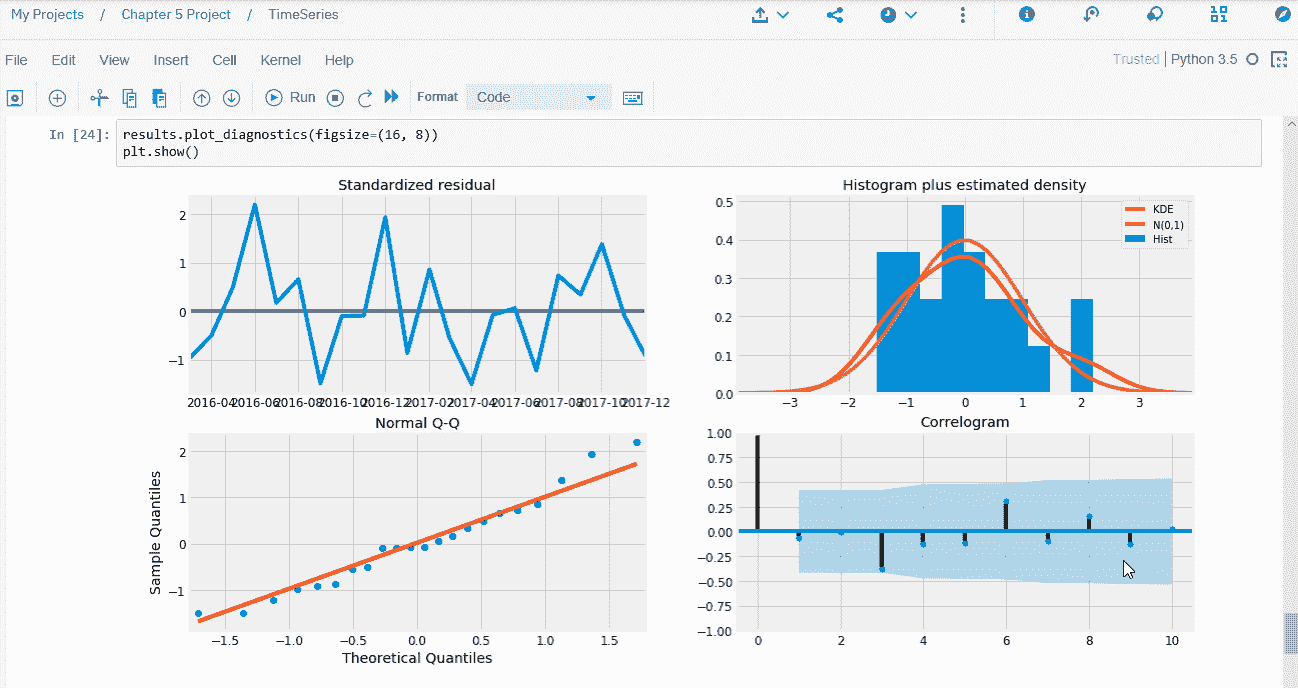 My Projects / Chapter 5 Project / TimeSeries
File Edit View Insert Cell Kernel Help
Trusted | Python 3.5
Run
Format
Code
In [24]:
results.plot_diagnostics(figsize=(16, 8))
plt.show()
Standardized residual
2
1
0
−1
2016-04 2016-06 2016-08 2016-10 2016-12 2017-02 2017-04 2017-06 2017-08 2017-10 2017-12
Histogram plus estimated density
0.5
0.4
0.3
0.2
0.1
0.0
KDE
N(0,1)
Hist
−3 −2 −1 0 1 2 3
Normal Q-Q
Sample Quantiles
2
1
0
−1
−1.5 −1.0 −0.5 0.0 0.5 1.0 1.5
Theoretical Quantiles
Correlogram
1.00
0.75
0.50
0.25
0.00
−0.25
−0.50
−0.75
−1.00
0 2 4 6 8 10